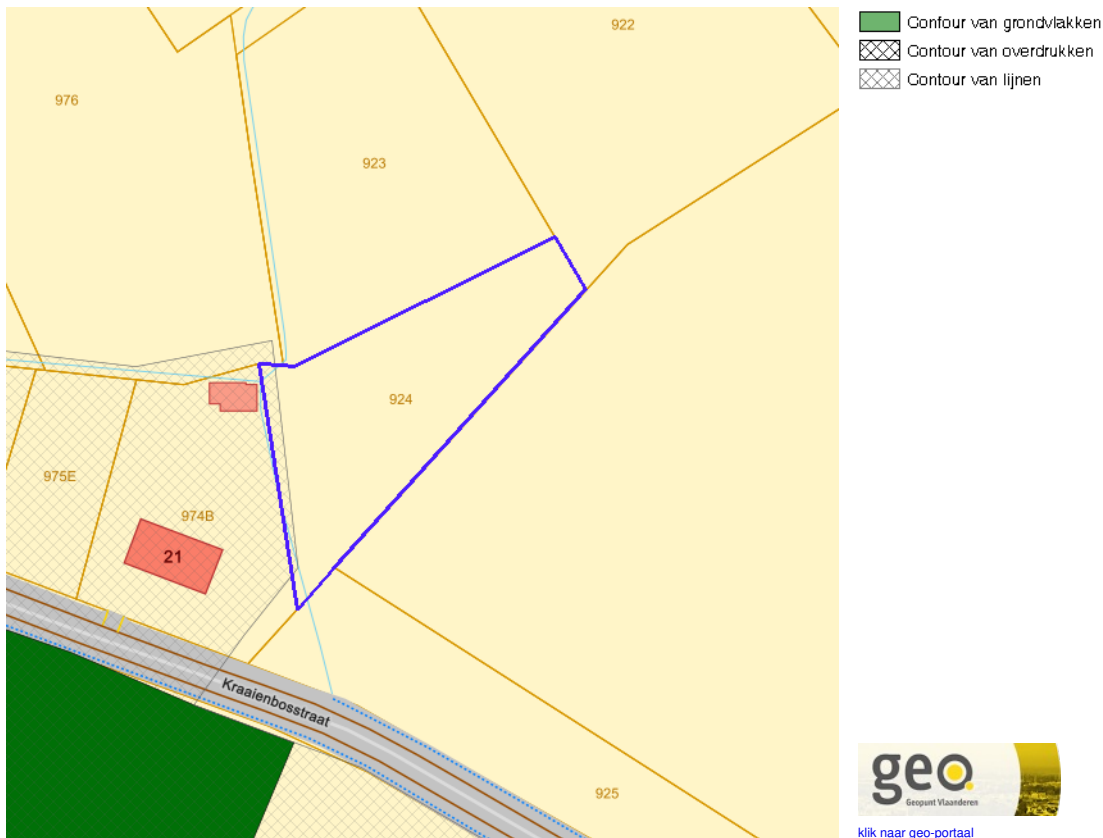 922
976
923
924
975E
974B
21
Kraaienbosstraat
925
Contour van grondvlakken
Contour van overdrukken
Contour van lijnen
geo
Geopunt Vlaanderen
klik naar geo-portaal